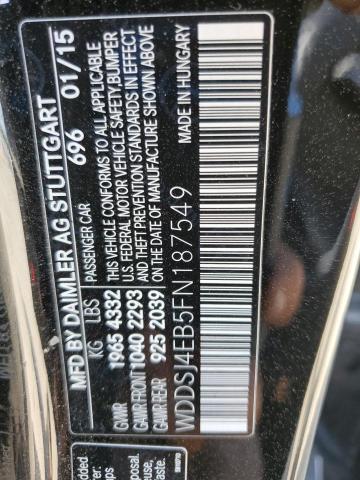 MFD BY DAIMLER AG STUTTGART
696 01/15
KG LBS PASSENGER CAR
GVWR 1965 4332 THIS VEHICLE CONFORMS TO ALL APPLICABLE
U.S. FEDERAL MOTOR VEHICLE SAFETY, BUMPER
GAWR FRONT 1040 2293 AND THEFT PREVENTION STANDARDS IN EFFECT
GAWR REAR 925 2039 ON THE DATE OF MANUFACTURE SHOWN ABOVE
WDDSJ4EB5FN187549 MADE IN HUNGARY